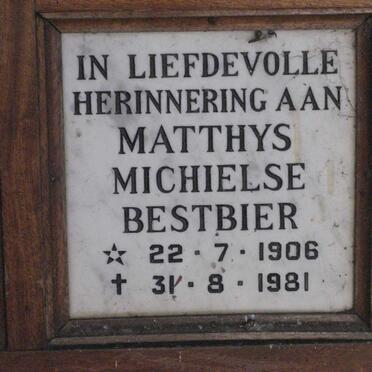 IN LIEFDEVOLLE
HERINNERING AAN
MATTHYS
MICHIELSE
BESTBIER
☆ 22 · 7 · 1906
† 31 · 8 · 1981